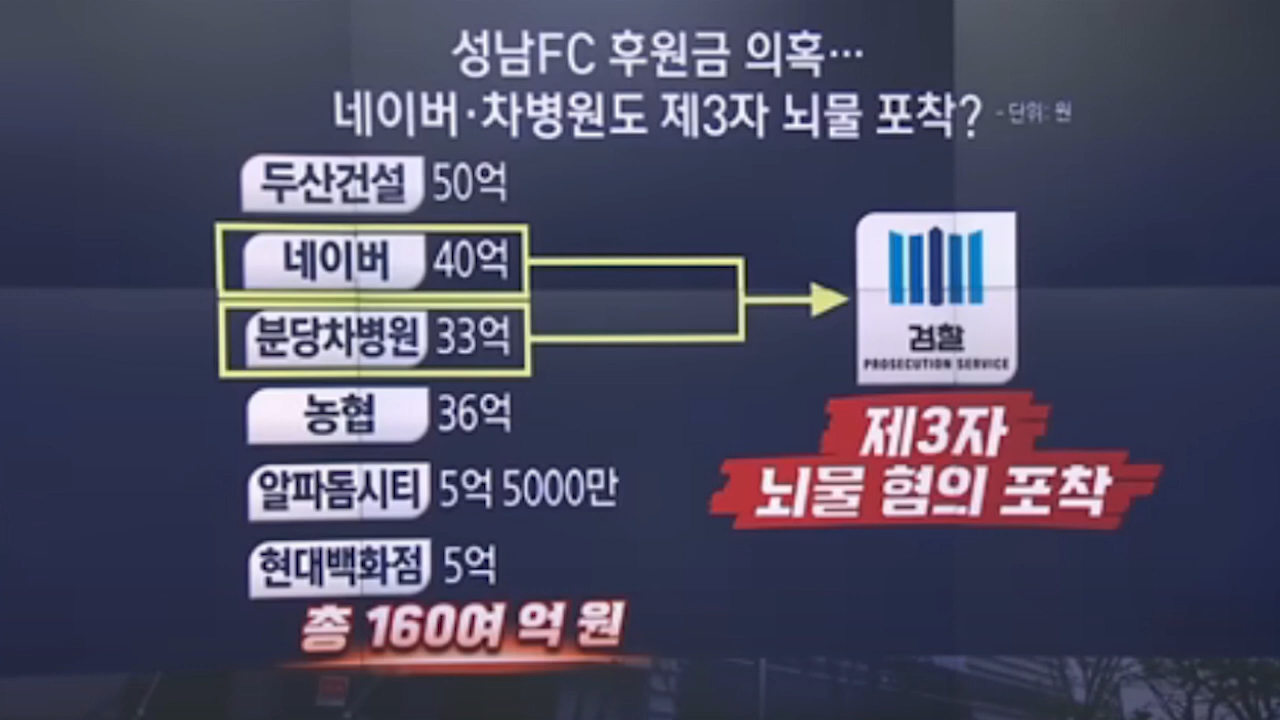 성남FC 후원금 의혹…
네이버·차병원도 제3자 뇌물 포착? - 단위: 원
두산건설 50억
네이버 40억
분당차병원 33억
농협 36억
알파돔시티 5억 5000만
현대백화점 5억
총 160여 억 원
검찰
PROSECUTION SERVICE
제3자
뇌물 혐의 포착